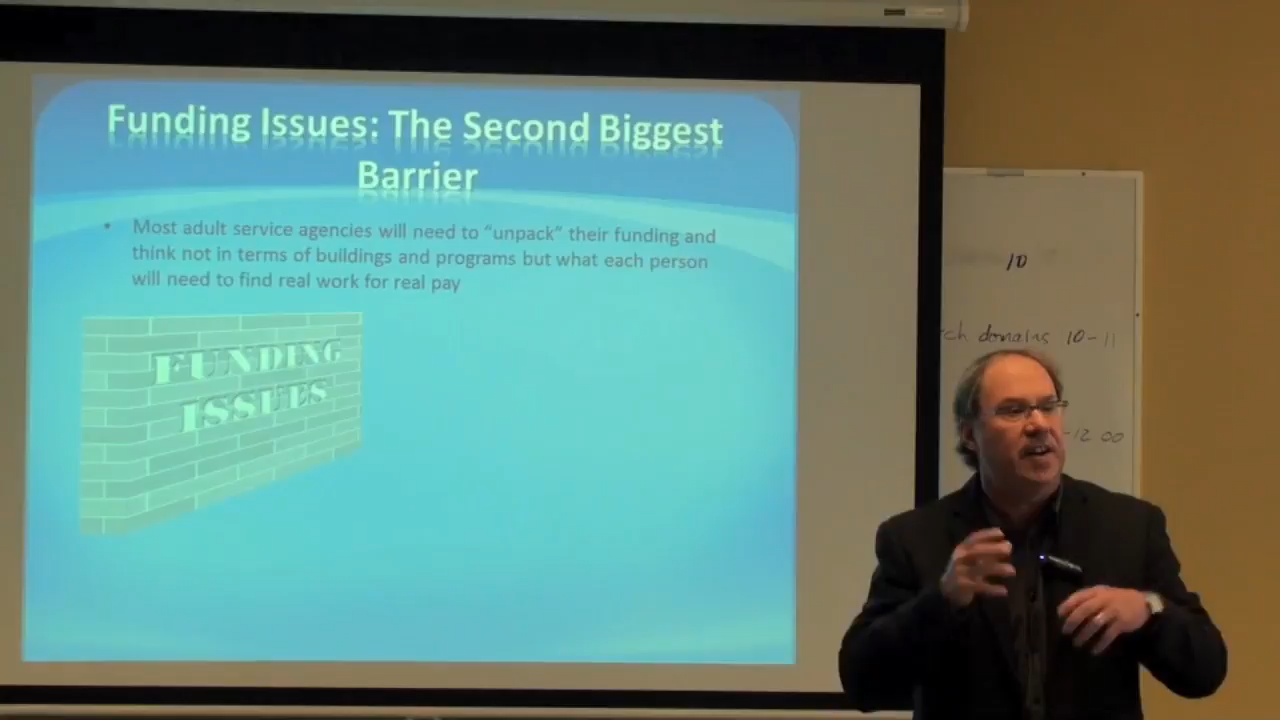 Funding Issues: The Second Biggest
Barrier
• Most adult service agencies will need to “unpack” their funding and
think not in terms of buildings and programs but what each person
will need to find real work for real pay
FUNDING
ISSUES
10
ch domains 10-11
-12 00